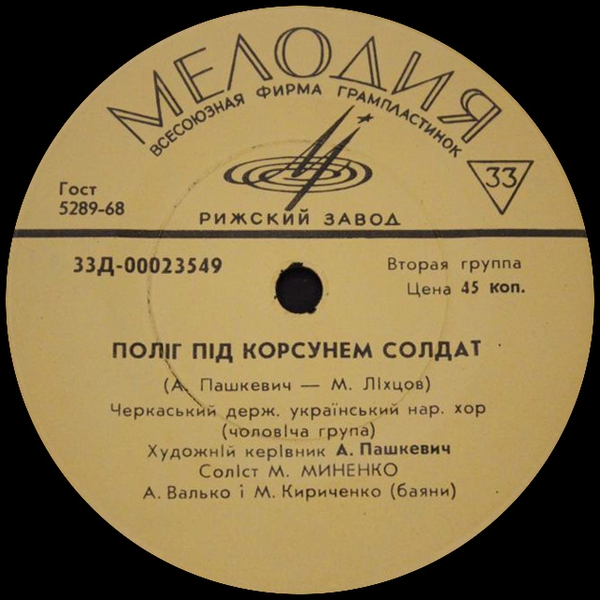 МЕЛОДИЯ
ВСЕСОЮЗНАЯ ФИРМА ГРАМПЛАСТИНОК
33
Гост
5289-68
РИЖСКИЙ ЗАВОД
33Д-00023549
Вторая группа
Цена 45 коп.
ПОЛІГ ПІД КОРСУНЕМ СОЛДАТ
(А. Пашкевич — М. Ліхцов)
Черкаський держ. український нар. хор
(чоловіча група)
Художній керівник А. Пашкевич
Соліст М. МИНЕНКО
А. Валько і М. Кириченко (баяни)